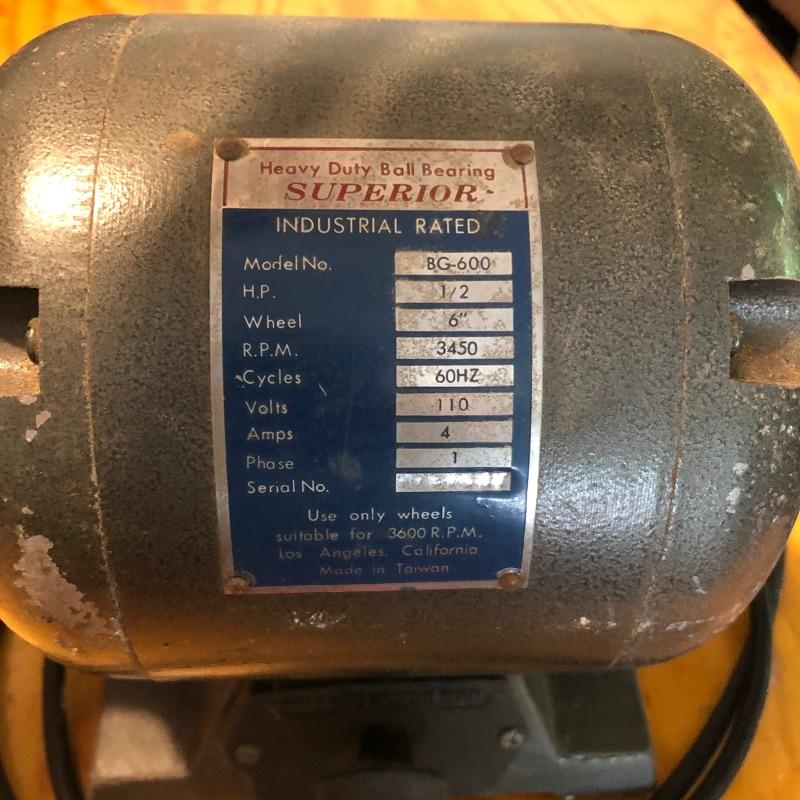 Heavy Duty Ball Bearing
SUPERIOR
INDUSTRIAL RATED
Model No. BG-600
H.P. 1/2
Wheel 6"
R.P.M. 3450
Cycles 60HZ
Volts 110
Amps 4
Phase 1
Serial No.
Use only wheels
suitable for 3600 R.P.M.
Los Angeles, California
Made in Taiwan